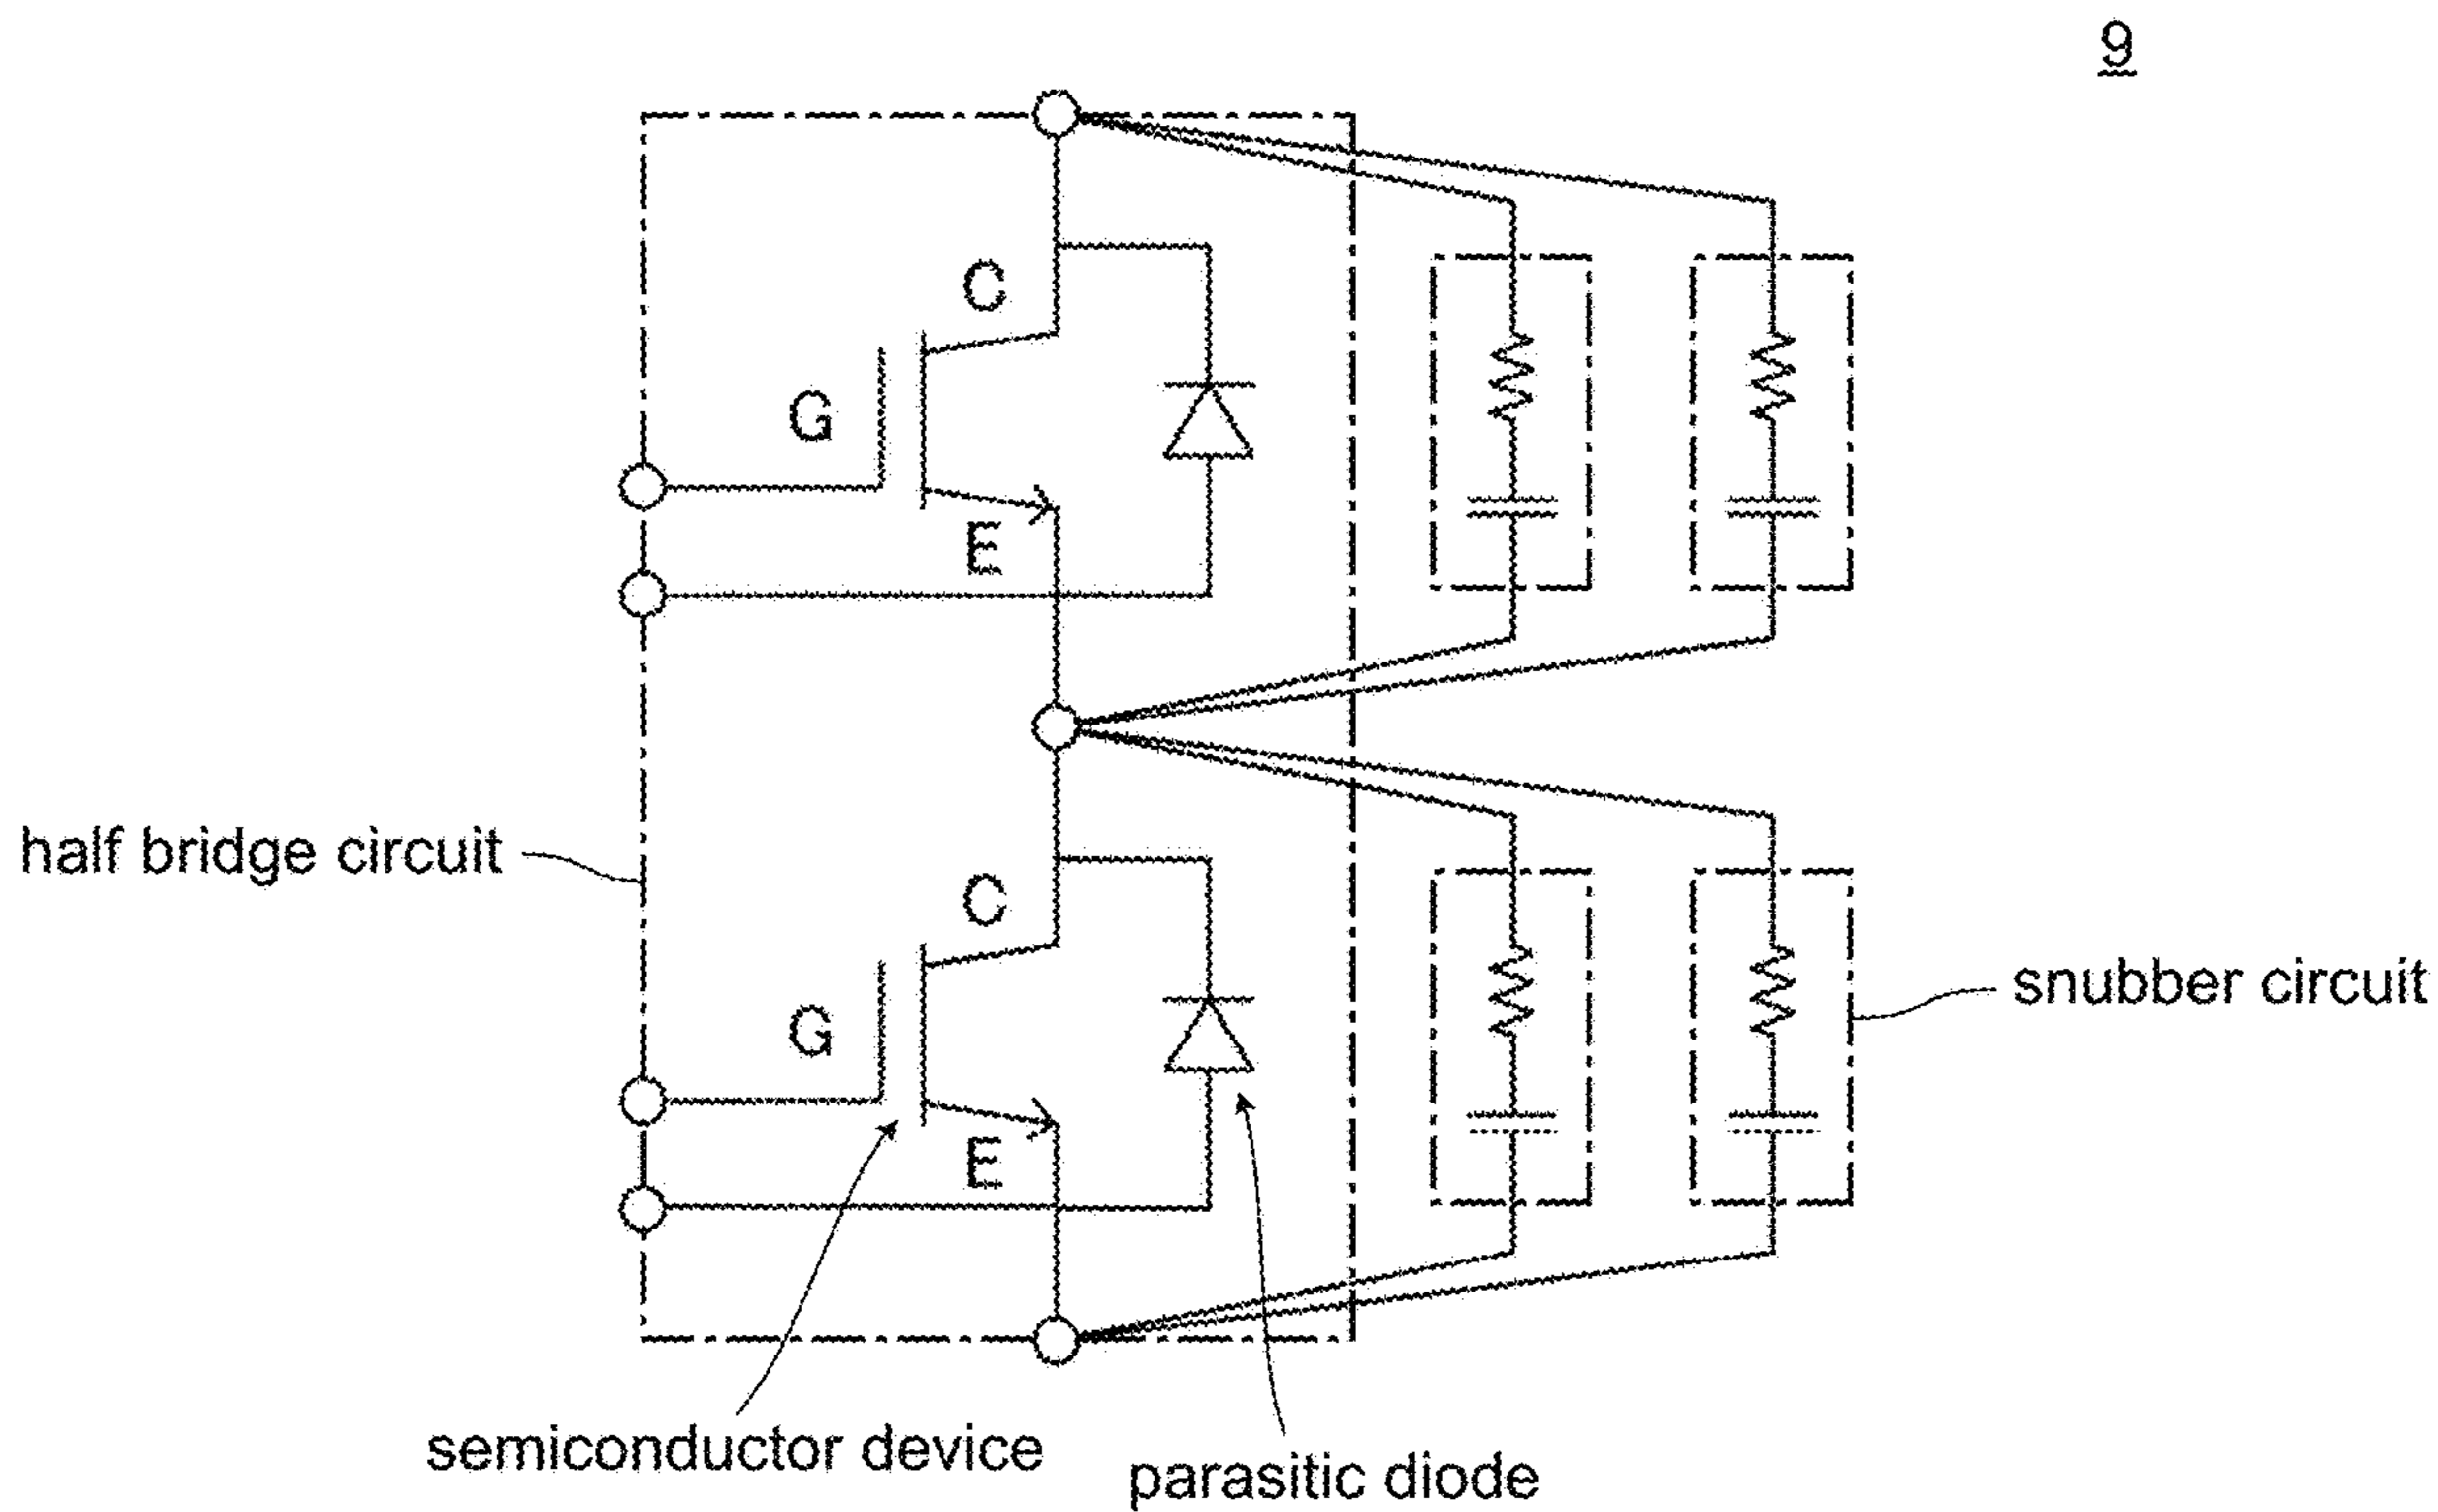 9
C
G
E
half bridge circuit
C
snubber circuit
G
E
semiconductor device
parasitic diode